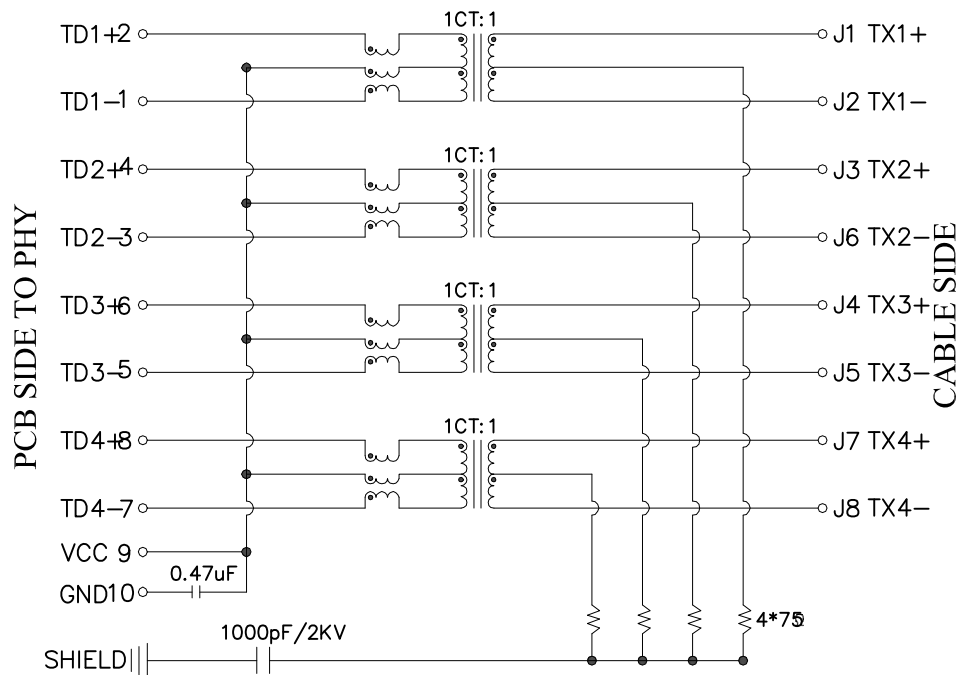 1CT:1
TD1+2
J1 TX1+
TD1-1
J2 TX1-
1CT:1
TD2+4
J3 TX2+
TD2-3
J6 TX2-
PCB SIDE TO PHY
CABLE SIDE
1CT:1
TD3+6
J4 TX3+
TD3-5
J5 TX3-
1CT:1
TD4+8
J7 TX4+
TD4-7
J8 TX4-
VCC 9
0.47uF
GND10
4*75Ω
1000pF/2KV
SHIELD